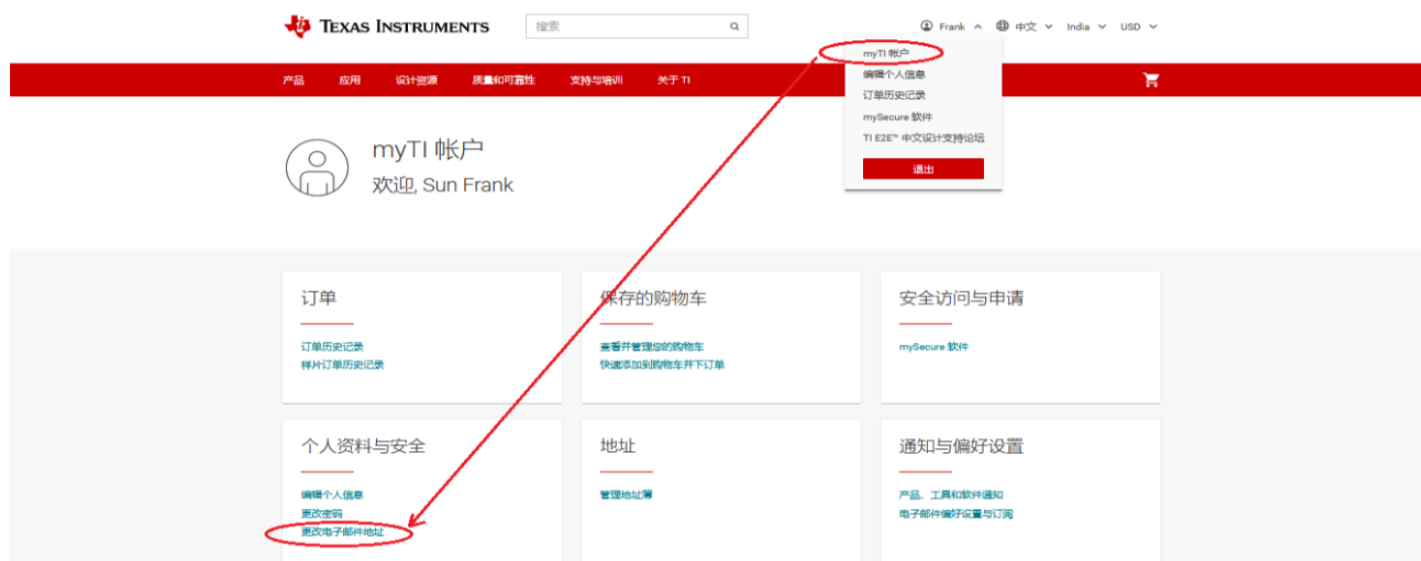 TEXAS INSTRUMENTS
搜索
Frank
中文
India
USD
myTI 帐户
编辑个人信息
订单历史记录
mySecure 软件
TI E2E™ 中文设计支持论坛
退出
产品
应用
设计资源
质量和可靠性
支持与培训
关于 TI
myTI 帐户
欢迎, Sun Frank
订单
订单历史记录
样片订单历史记录
保存的购物车
查看并管理您的购物车
快速添加到购物车并下订单
安全访问与申请
mySecure 软件
个人资料与安全
编辑个人信息
更改密码
更改电子邮件地址
地址
管理地址簿
通知与偏好设置
产品、工具和软件通知
电子邮件偏好设置与订阅